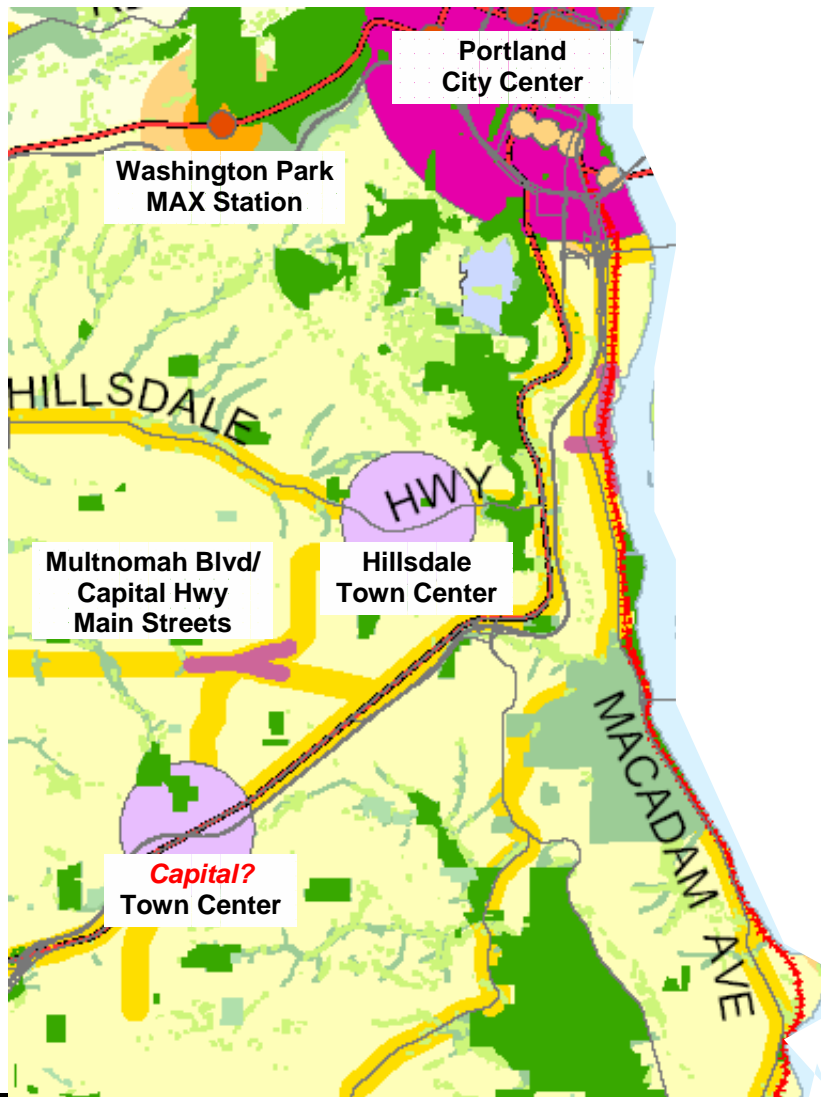 Portland
City Center
Washington Park
MAX Station
HILLSDALE
HWY
Multnomah Blvd/
Capital Hwy
Main Streets
Hillsdale
Town Center
MACADAM AVE
Capital?
Town Center